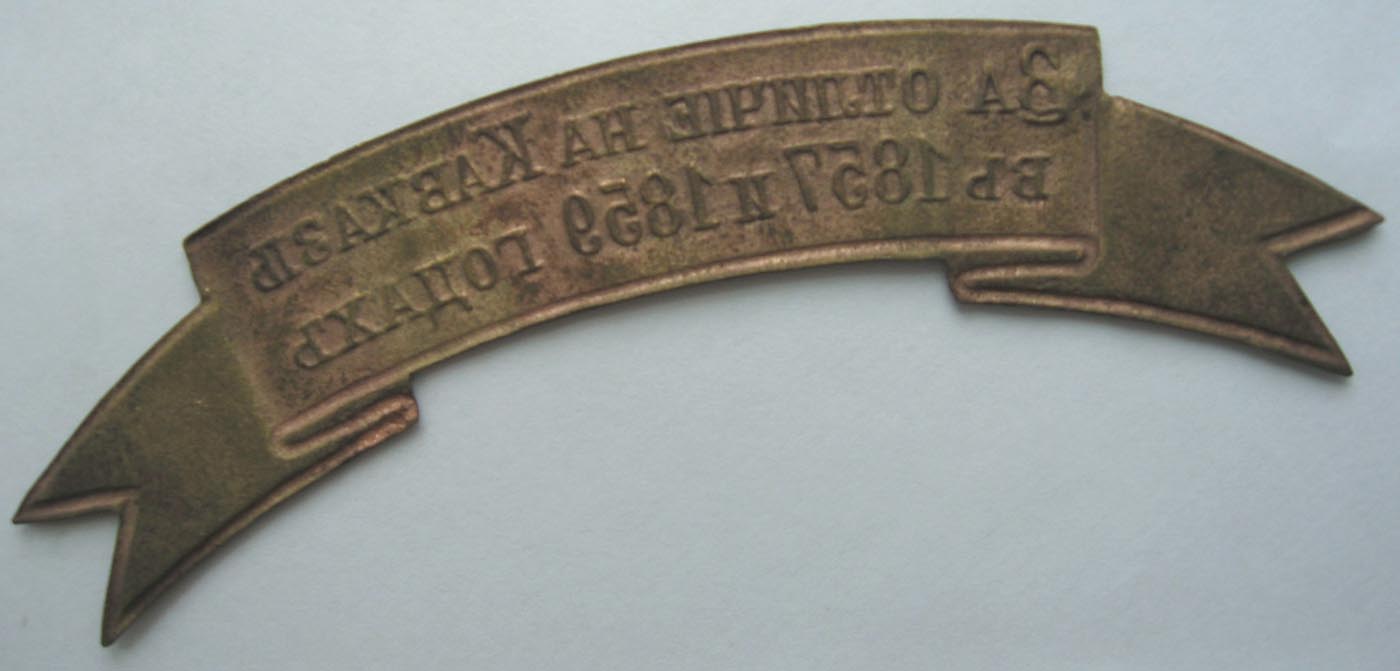 За отличіе на Кавказѣ
въ 1857 и 1859 годахъ